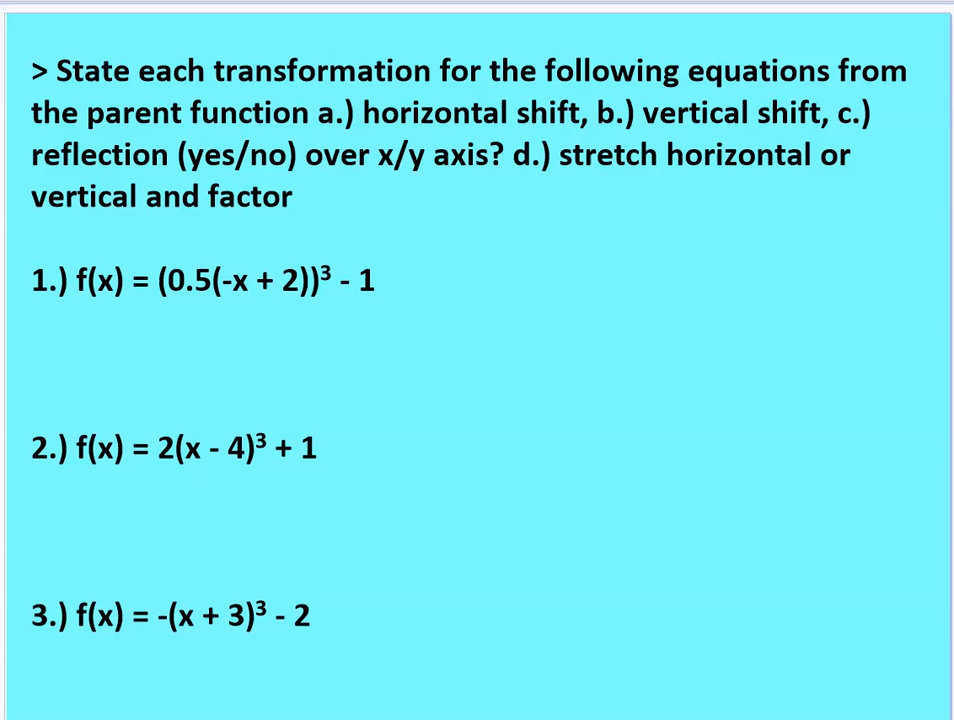 > State each transformation for the following equations from
the parent function a.) horizontal shift, b.) vertical shift, c.)
reflection (yes/no) over x/y axis? d.) stretch horizontal or
vertical and factor
1.) f(x) = (0.5(-x + 2))³ - 1
2.) f(x) = 2(x - 4)³ + 1
3.) f(x) = -(x + 3)³ - 2